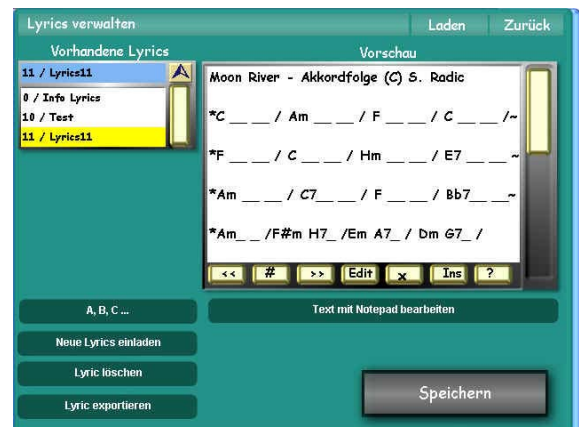 Lyrics verwalten Laden Zurück
Vorhandene Lyrics
11 / Lyrics11
0 / Info Lyrics
10 / Test
11 / Lyrics11
Vorschau
Moon River - Akkordfolge (C) S. Radic
*C __ __ / Am __ __ / F __ __ / C __ __ /~
*F __ __ / C __ __ / Hm __ __ / E7 __ __ ~
*Am __ __ / C7__ __ / F __ __ / Bb7__ __~
*Am_ _ /F#m H7_ /Em A7_ / Dm G7_ /
<< # >> Edit x Ins ?
A, B, C ...
Text mit Notepad bearbeiten
Neue Lyrics einladen
Lyric löschen
Lyric exportieren
Speichern